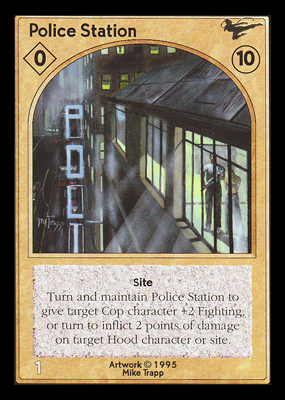 Police Station
0
10
Site
Turn and maintain Police Station to
give target Cop character +2 Fighting,
or turn to inflict 2 points of damage
on target Hood character or site.
1
Artwork © 1995
Mike Trapp